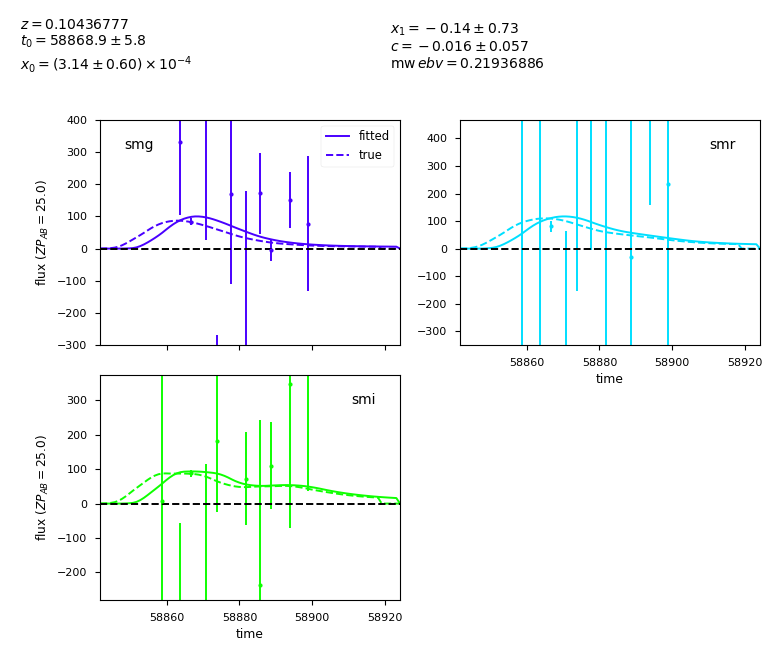 z = 0.10436777
t0 = 58868.9 ± 5.8
x0 = (3.14 ± 0.60) × 10^−4
x1 = −0.14 ± 0.73
c = −0.016 ± 0.057
mw ebv = 0.21936886
400
300
200
100
0
−100
−200
−300
flux (ZP_AB = 25.0)
smg
fitted
true
400
300
200
100
0
−100
−200
−300
smr
58860
58880
58900
58920
time
300
200
100
0
−100
−200
flux (ZP_AB = 25.0)
smi
58860
58880
58900
58920
time